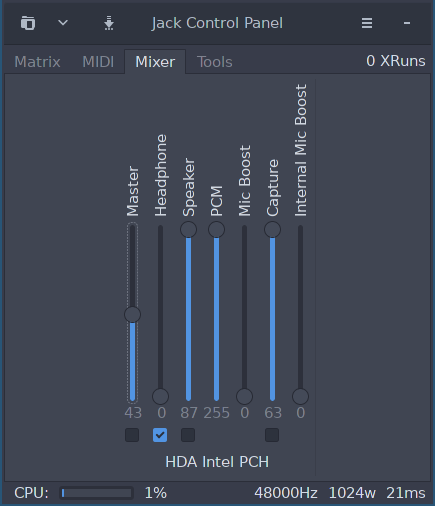 Jack Control Panel
Matrix MIDI Mixer Tools 0 XRuns
Master Headphone Speaker PCM Mic Boost Capture Internal Mic Boost
43 0 87 255 0 63 0
HDA Intel PCH
CPU: 1% 48000Hz 1024w 21ms